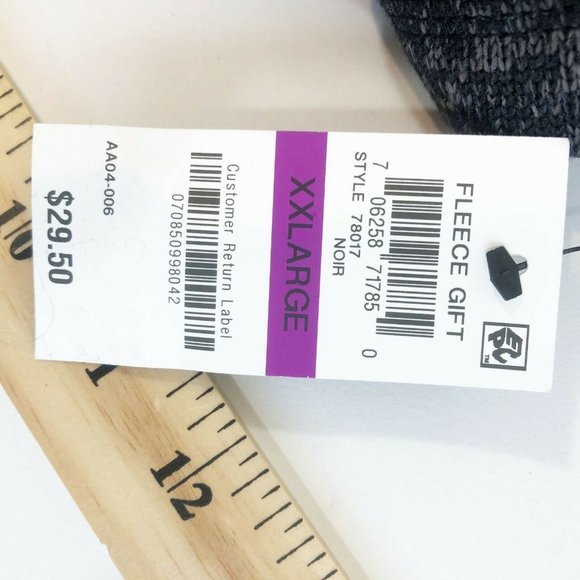 FLEECE GIFT
7 06258 71785 0
STYLE 78017
NOIR
XXLARGE
Customer Return Label
070850998042
AA04-006
$29.50
10
12